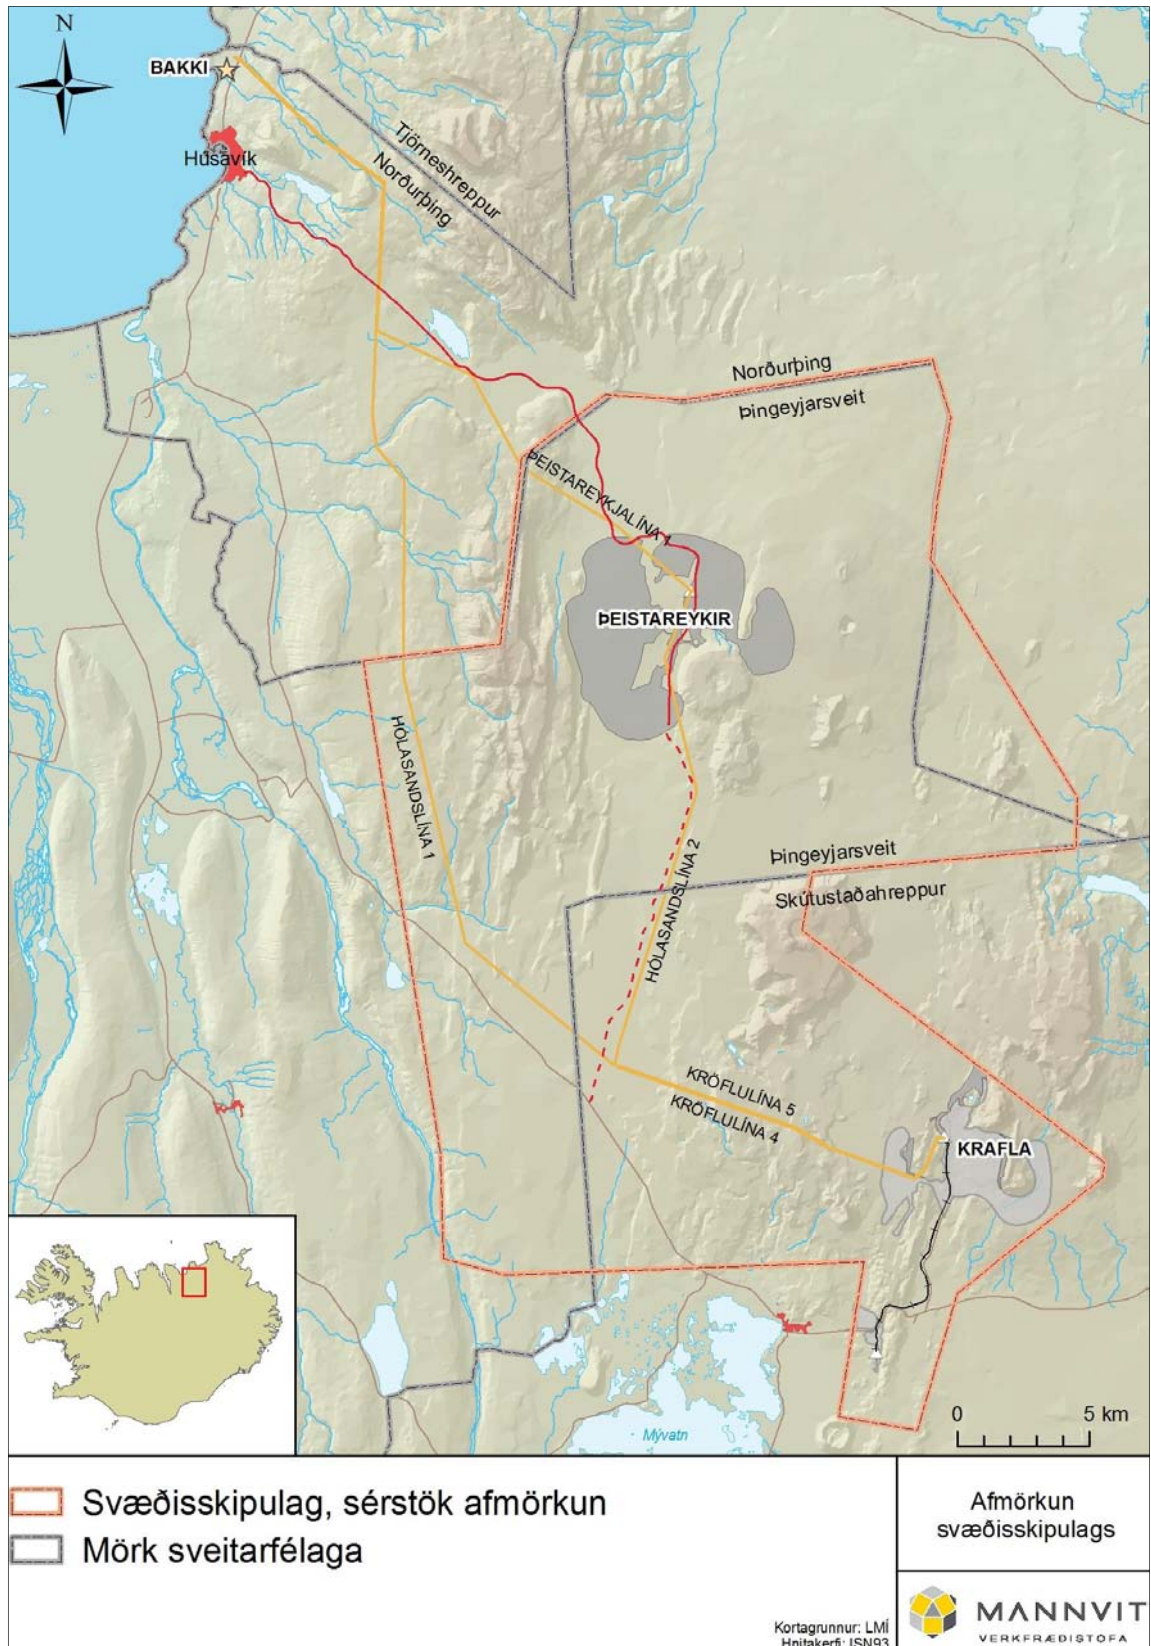 N
BAKKI
Húsavík
Tjörneshreppur
Norðurþing
Norðurþing
Þingeyjarsveit
ÞEISTAREYKJALÍNA 1
ÞEISTAREYKIR
HÓLASANDSLÍNA 1
HÓLASANDSLÍNA 2
Þingeyjarsveit
Skútustaðahreppur
KRÖFLULÍNA 5
KRÖFLULÍNA 4
KRAFLA
Mývatn
0 5 km
Svæðisskipulag, sérstök afmörkun
Mörk sveitarfélaga
Afmörkun
svæðisskipulags
MANNVIT
VERKFRÆÐISTOFA
Kortagrunnur: LMÍ
Hnitakerfi: ISN93